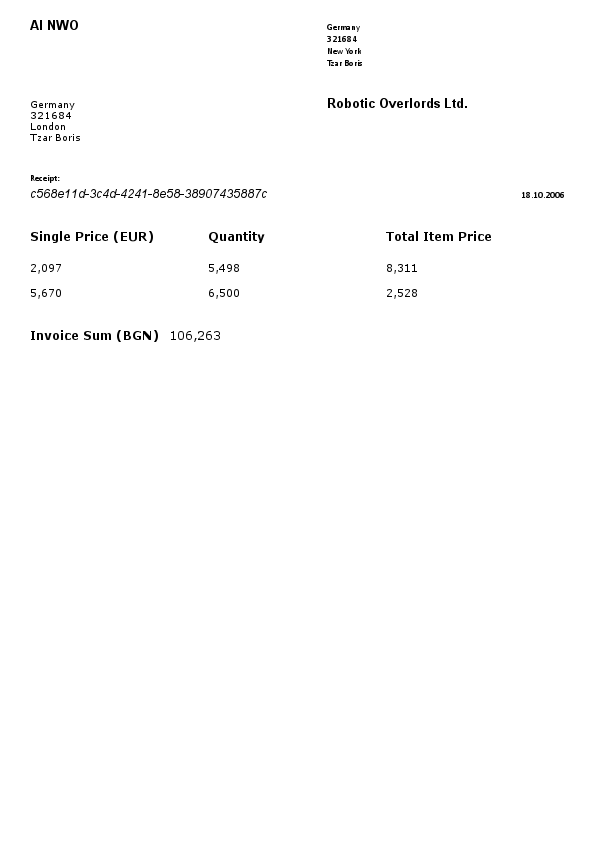 AI NWO
Germany
321684
New York
Tzar Boris
Germany
321684
London
Tzar Boris
Robotic Overlords Ltd.
Receipt:
c568e11d-3c4d-4241-8e58-38907435887c
18.10.2006
Single Price (EUR) Quantity Total Item Price
2,097 5,498 8,311
5,670 6,500 2,528
Invoice Sum (BGN) 106,263